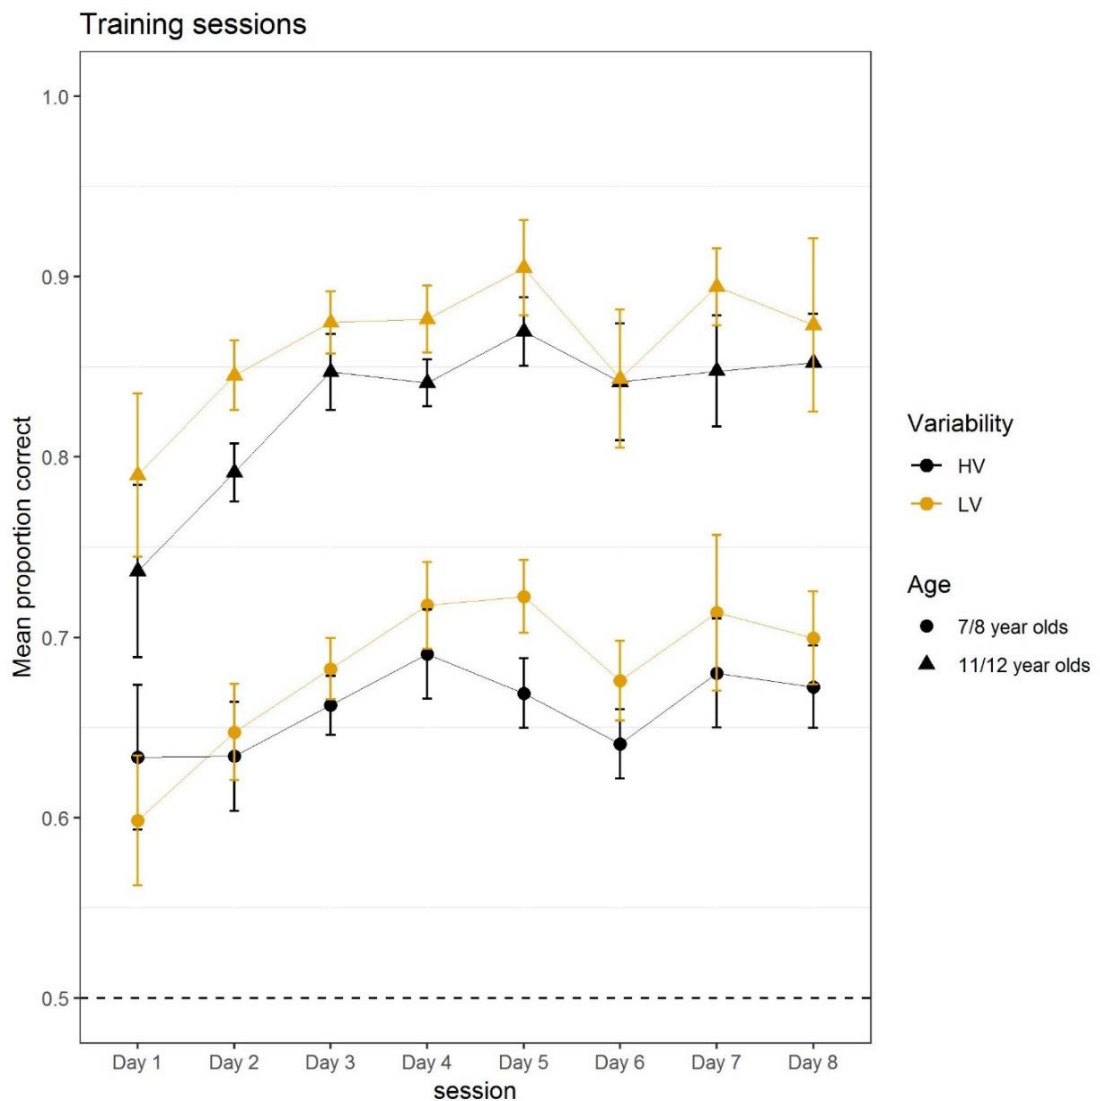 Training sessions
Mean proportion correct
1.0
0.9
0.8
0.7
0.6
0.5
Day 1 Day 2 Day 3 Day 4 Day 5 Day 6 Day 7 Day 8
session
Variability
HV
LV
Age
7/8 year olds
11/12 year olds